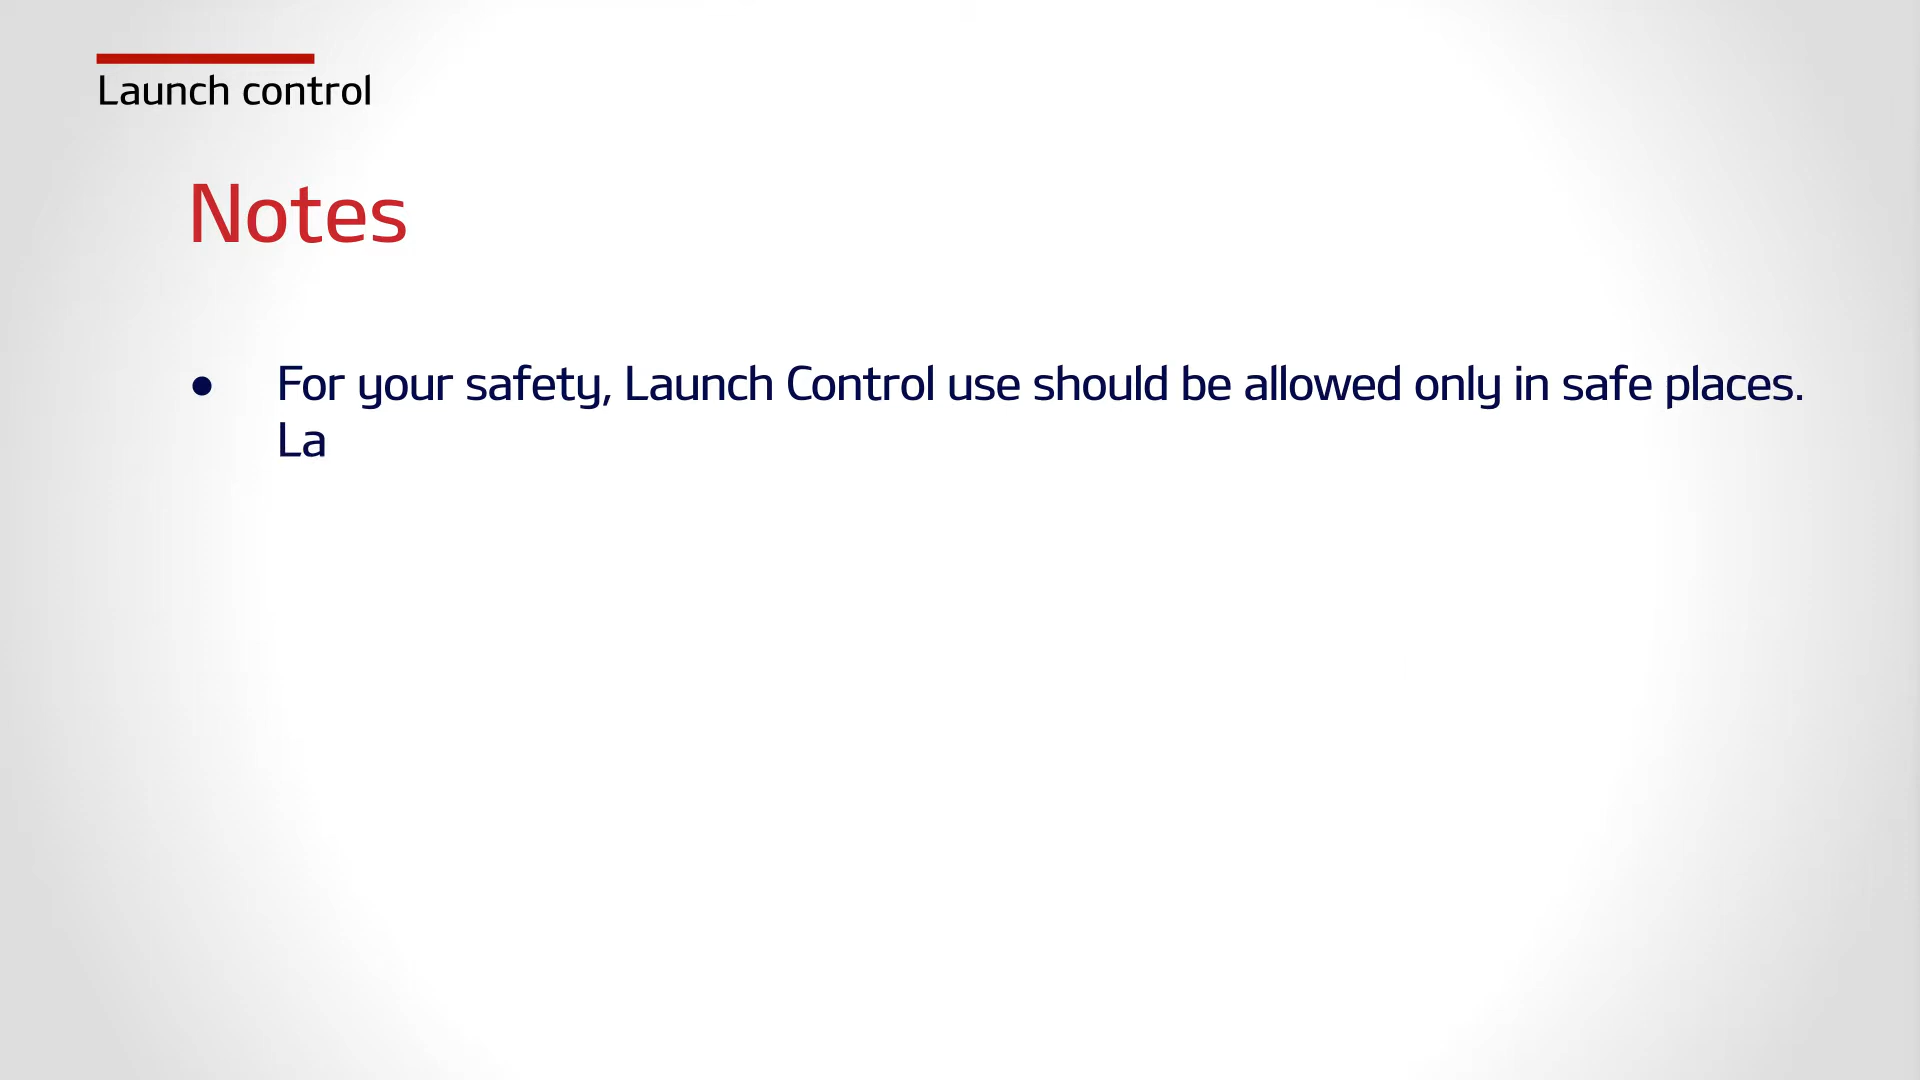 Launch control
Notes
● For your safety, Launch Control use should be allowed only in safe places.
La